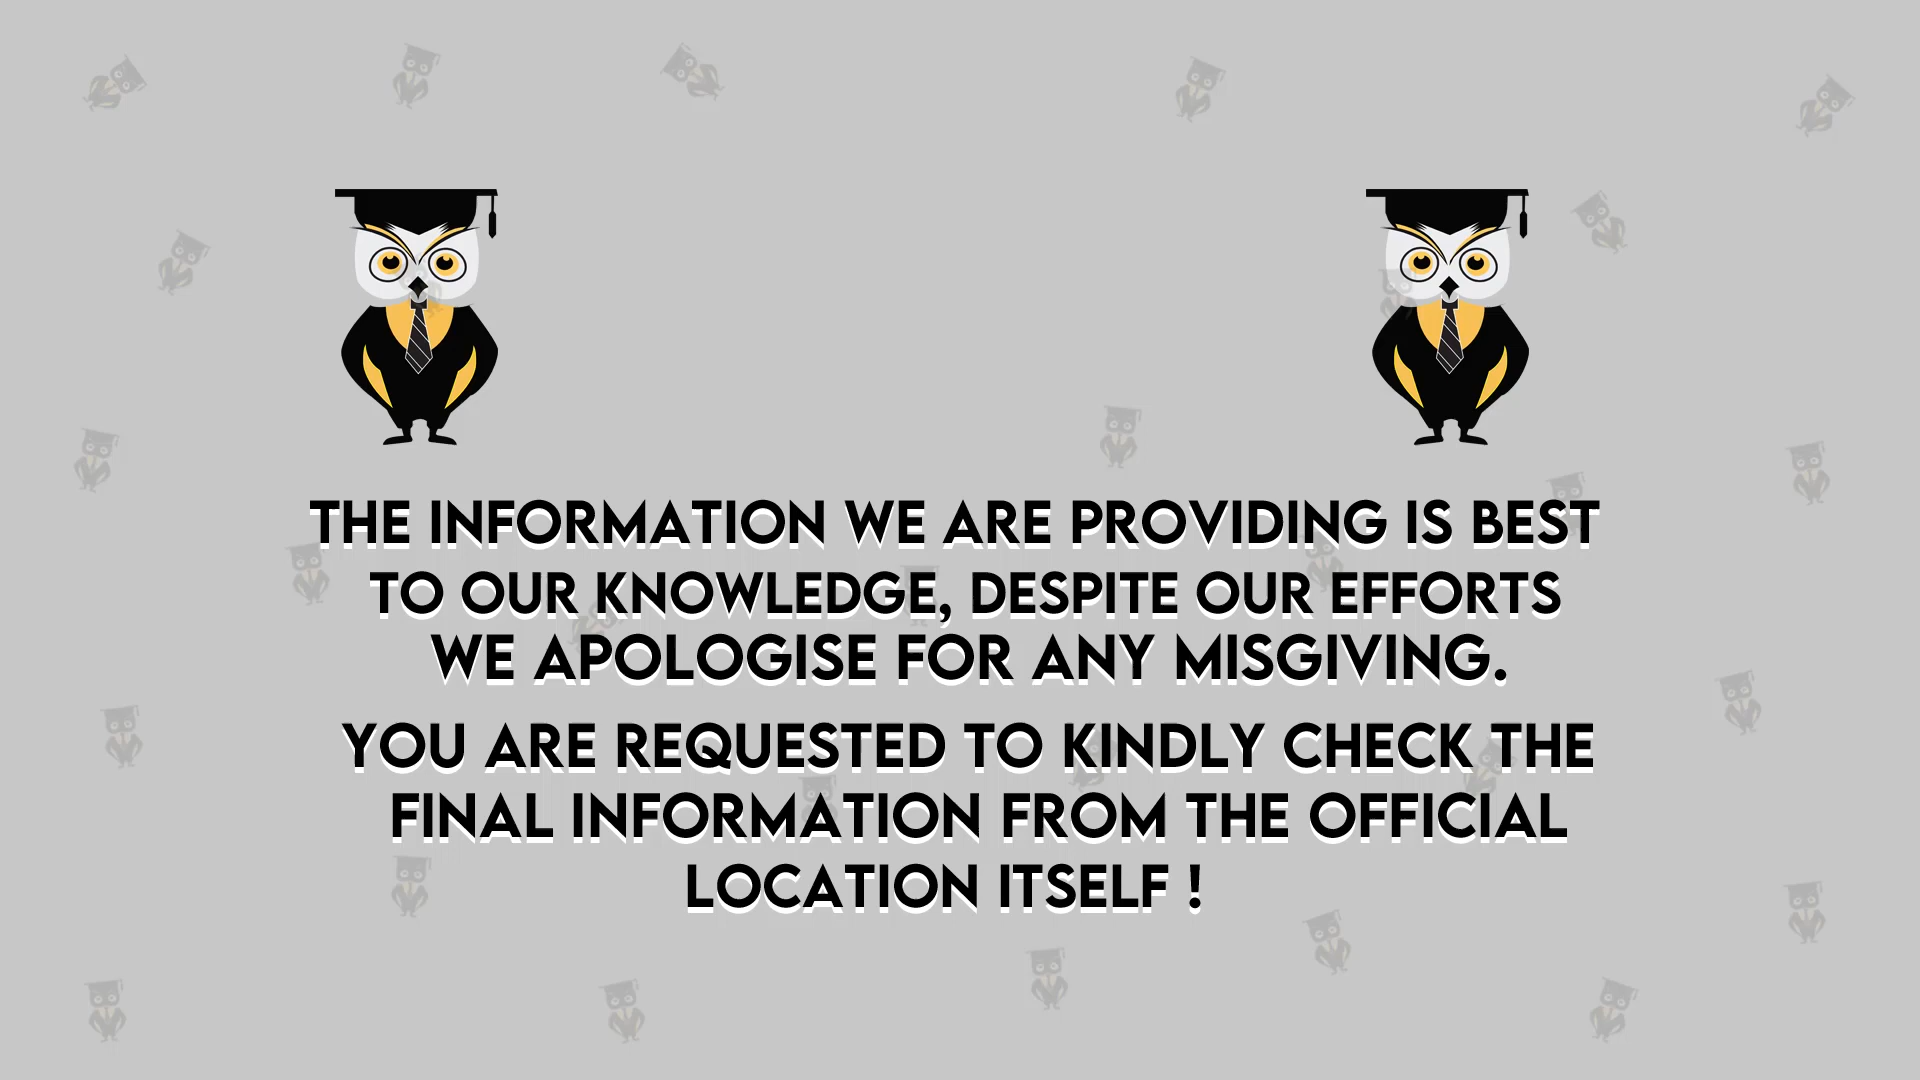 THE INFORMATION WE ARE PROVIDING IS BEST
TO OUR KNOWLEDGE, DESPITE OUR EFFORTS
WE APOLOGISE FOR ANY MISGIVING.
YOU ARE REQUESTED TO KINDLY CHECK THE
FINAL INFORMATION FROM THE OFFICIAL
LOCATION ITSELF !